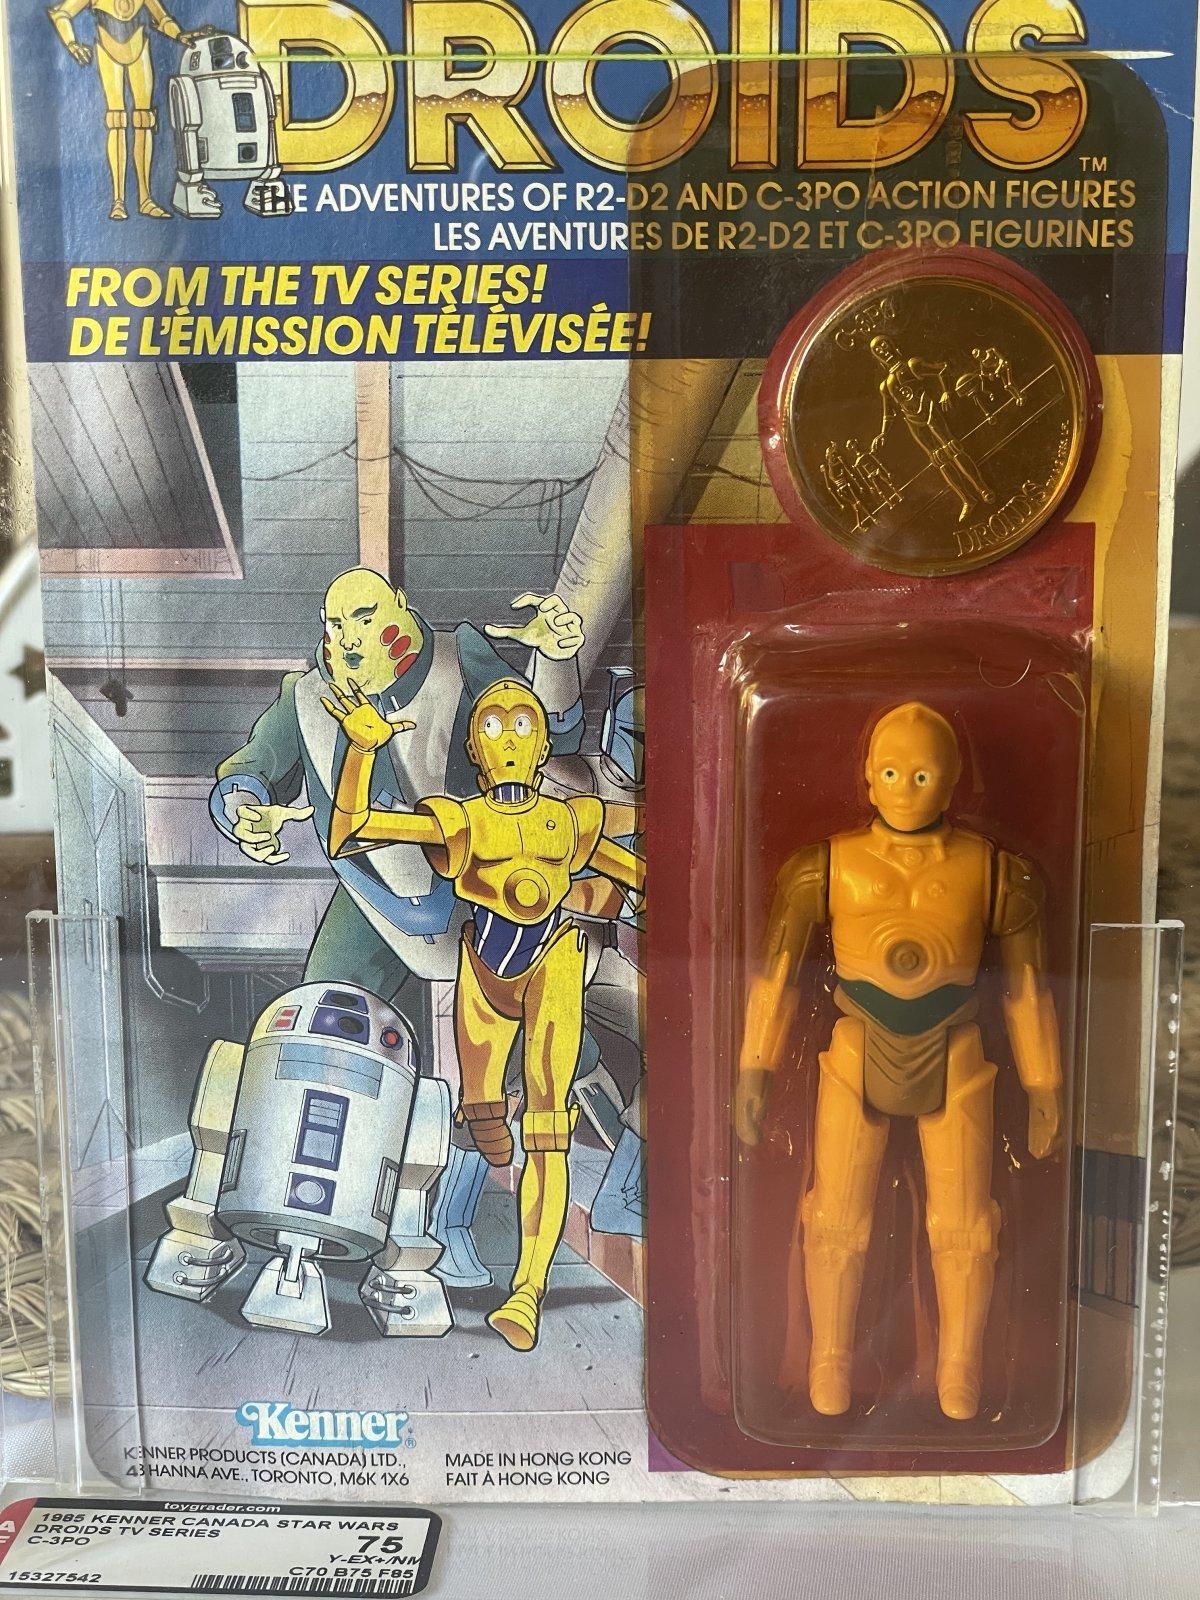 DROIDS™
THE ADVENTURES OF R2-D2 AND C-3PO ACTION FIGURES
LES AVENTURES DE R2-D2 ET C-3PO FIGURINES
FROM THE TV SERIES!
DE L'ÉMISSION TÉLÉVISÉE!
C-3PO
DROIDS
Kenner®
KENNER PRODUCTS (CANADA) LTD.,
43 HANNA AVE., TORONTO, M6K 1X6
MADE IN HONG KONG
FAIT À HONG KONG
toygrader.com
1985 KENNER CANADA STAR WARS
DROIDS TV SERIES
C-3PO
75
Y-EX+/NM
C70 B75 F85
15327542